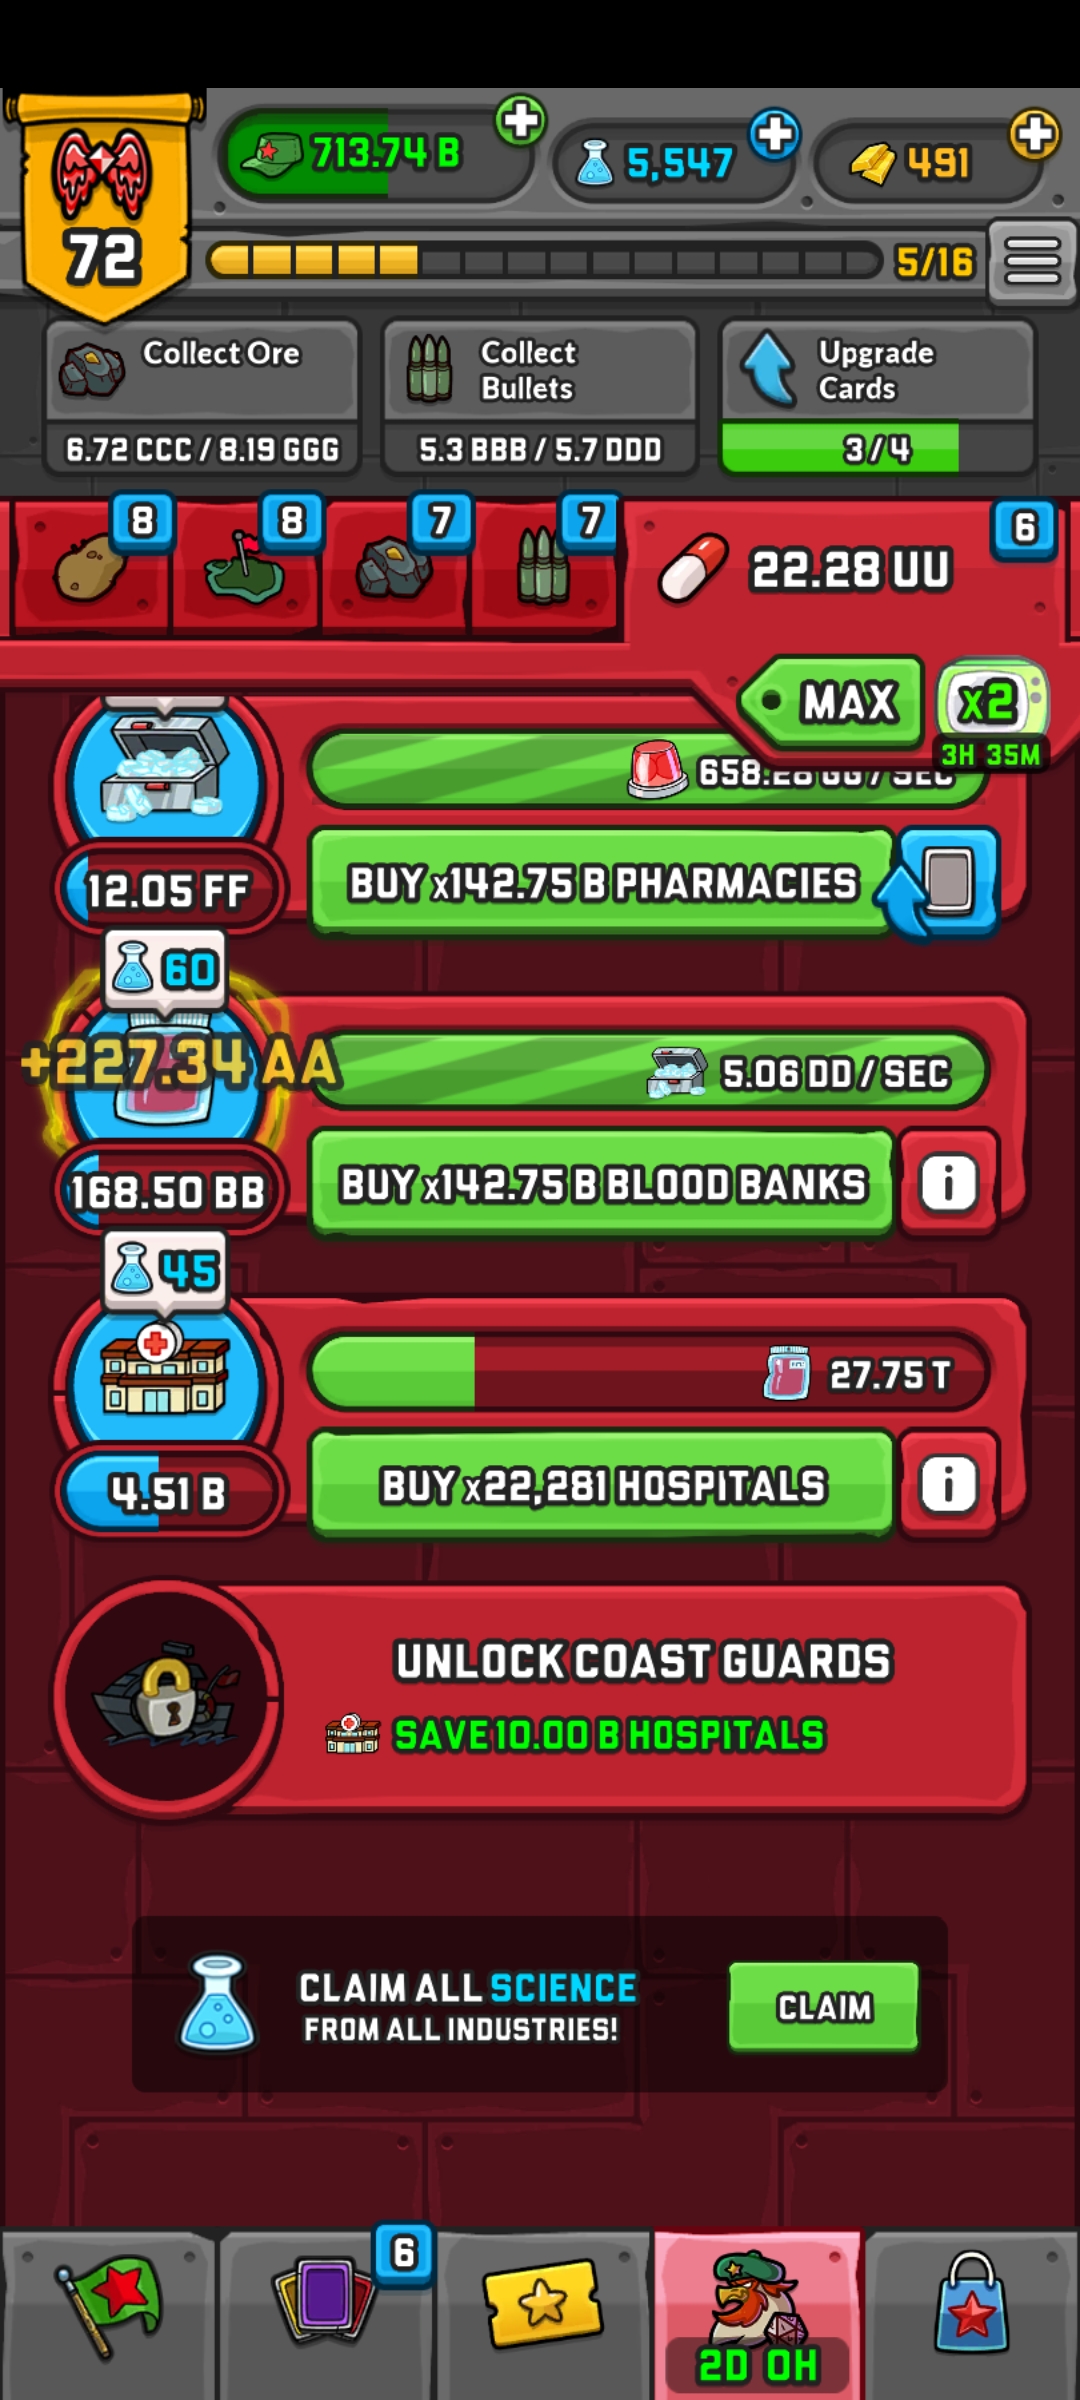 713.74 B
5,547
491
72
5/16
Collect Ore
6.72 CCC / 8.19 GGG
Collect
Bullets
5.3 BBB / 5.7 DDD
Upgrade
Cards
3/4
8
8
7
7
22.28 UU
6
MAX
x2
3H 35M
658.28 GG / SEC
12.05 FF
BUY x142.75 B PHARMACIES
60
+227.34 AA
5.06 DD / SEC
168.50 BB
BUY x142.75 B BLOOD BANKS
45
27.75 T
4.51 B
BUY x22,281 HOSPITALS
UNLOCK COAST GUARDS
SAVE 10.00 B HOSPITALS
CLAIM ALL SCIENCE
FROM ALL INDUSTRIES!
CLAIM
6
2D 0H